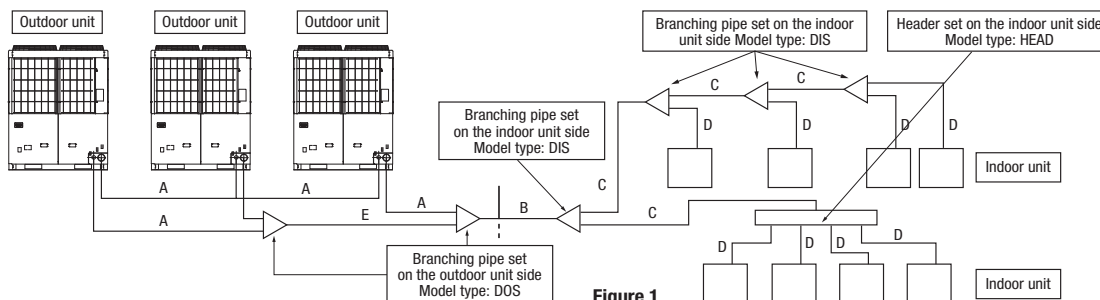 Outdoor unit
Outdoor unit
Outdoor unit
Branching pipe set on the indoor
unit side Model type: DIS
Header set on the indoor unit side
Model type: HEAD
Branching pipe set
on the indoor unit side
Model type: DIS
C
C
D
D
D
D
Indoor unit
C
A
A
A
E
A
B
C
D
D
D
D
Branching pipe set
on the outdoor unit side
Model type: DOS
Indoor unit
Figure 1